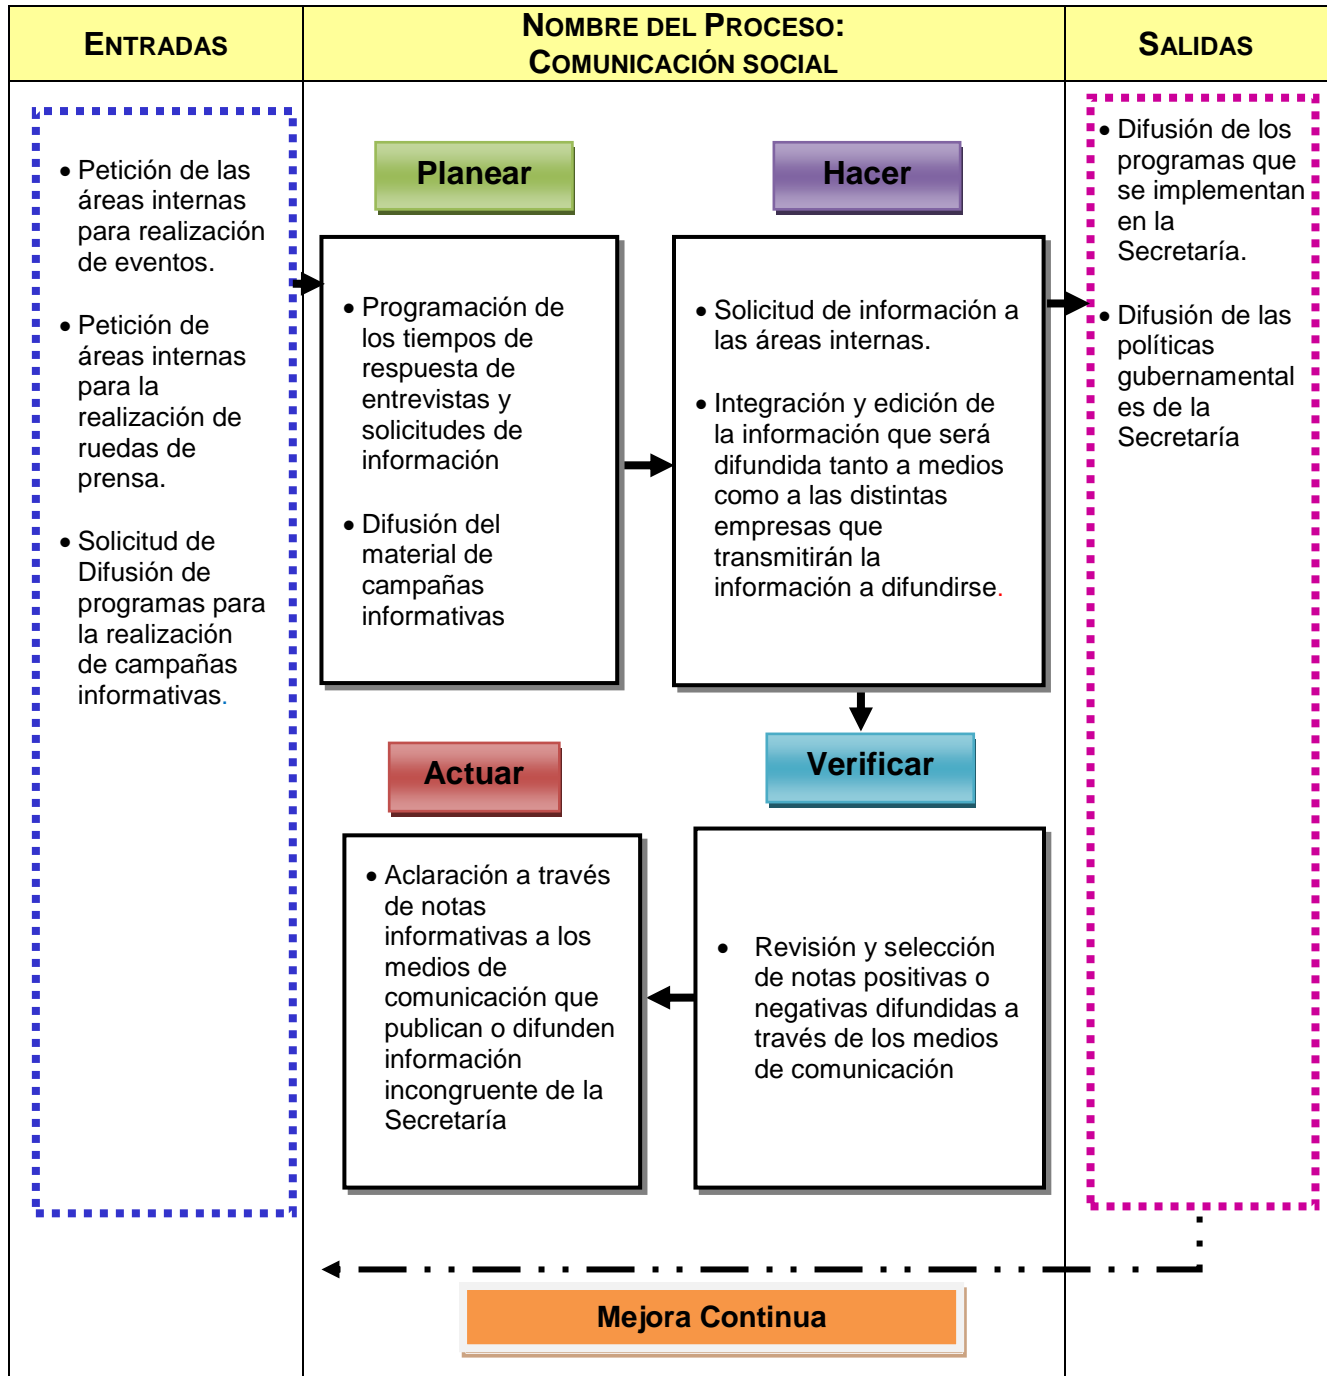 ENTRADAS
NOMBRE DEL PROCESO:
COMUNICACIÓN SOCIAL
SALIDAS
• Petición de las
áreas internas
para realización
de eventos.
• Petición de
áreas internas
para la
realización de
ruedas de
prensa.
• Solicitud de
Difusión de
programas para
la realización
de campañas
informativas.
Planear
• Programación de
los tiempos de
respuesta de
entrevistas y
solicitudes de
información
• Difusión del
material de
campañas
informativas
Hacer
• Solicitud de información a
las áreas internas.
• Integración y edición de
la información que será
difundida tanto a medios
como a las distintas
empresas que
transmitirán la
información a difundirse.
Verificar
• Revisión y selección
de notas positivas o
negativas difundidas a
través de los medios
de comunicación
Actuar
• Aclaración a través
de notas
informativas a los
medios de
comunicación que
publican o difunden
información
incongruente de la
Secretaría
• Difusión de los
programas que
se implementan
en la
Secretaría.
• Difusión de las
políticas
gubernamental
es de la
Secretaría
Mejora Continua